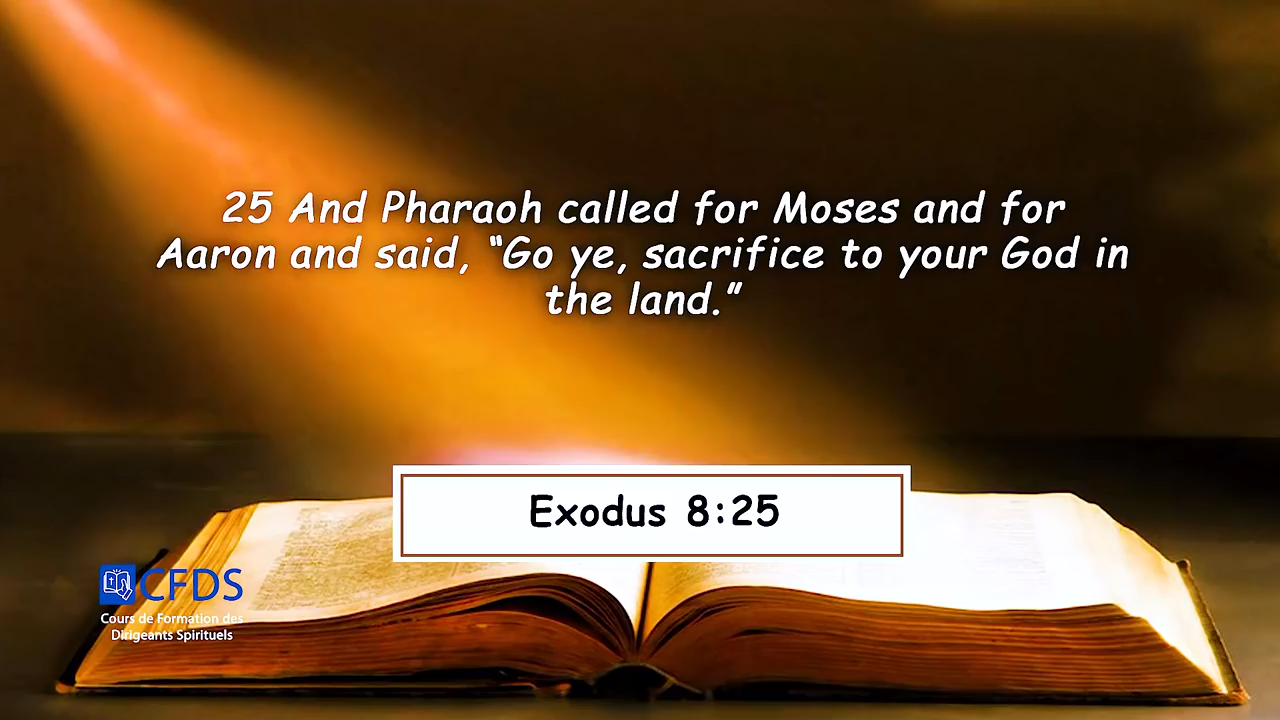 25 And Pharaoh called for Moses and for
Aaron and said, “Go ye, sacrifice to your God in
the land.”
Exodus 8:25
CFDS
Cours de Formation des
Dirigeants Spirituels